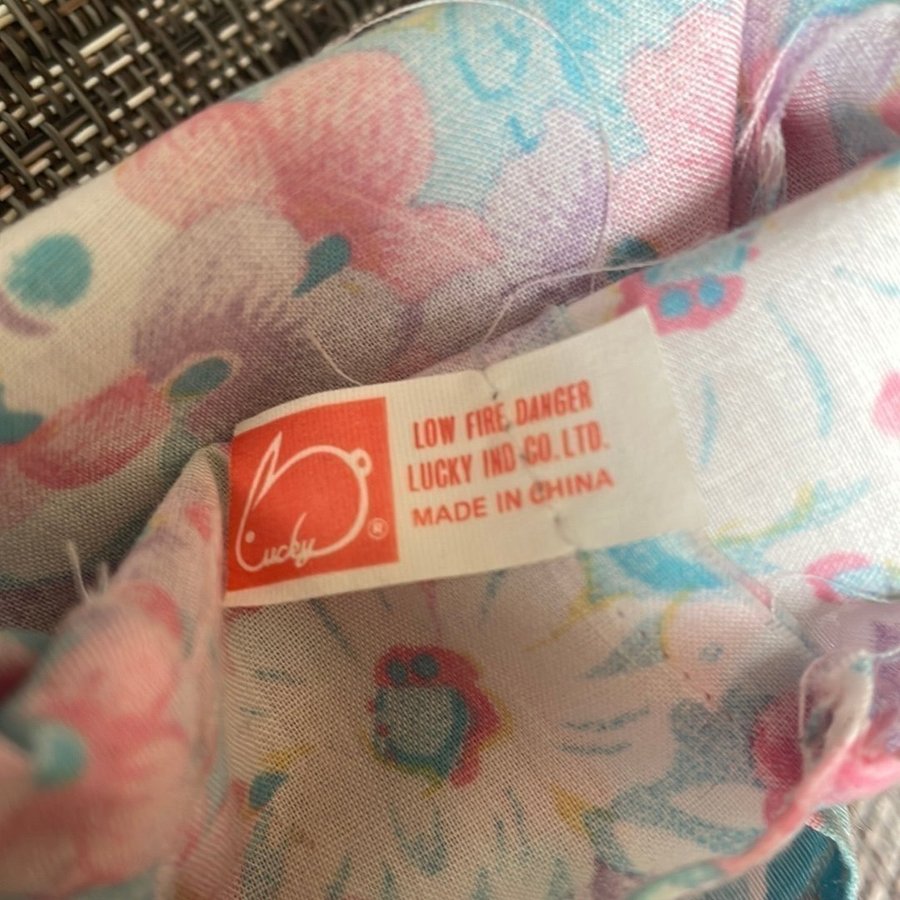 Lucky ®
LOW FIRE DANGER
LUCKY IND CO.LTD.
MADE IN CHINA